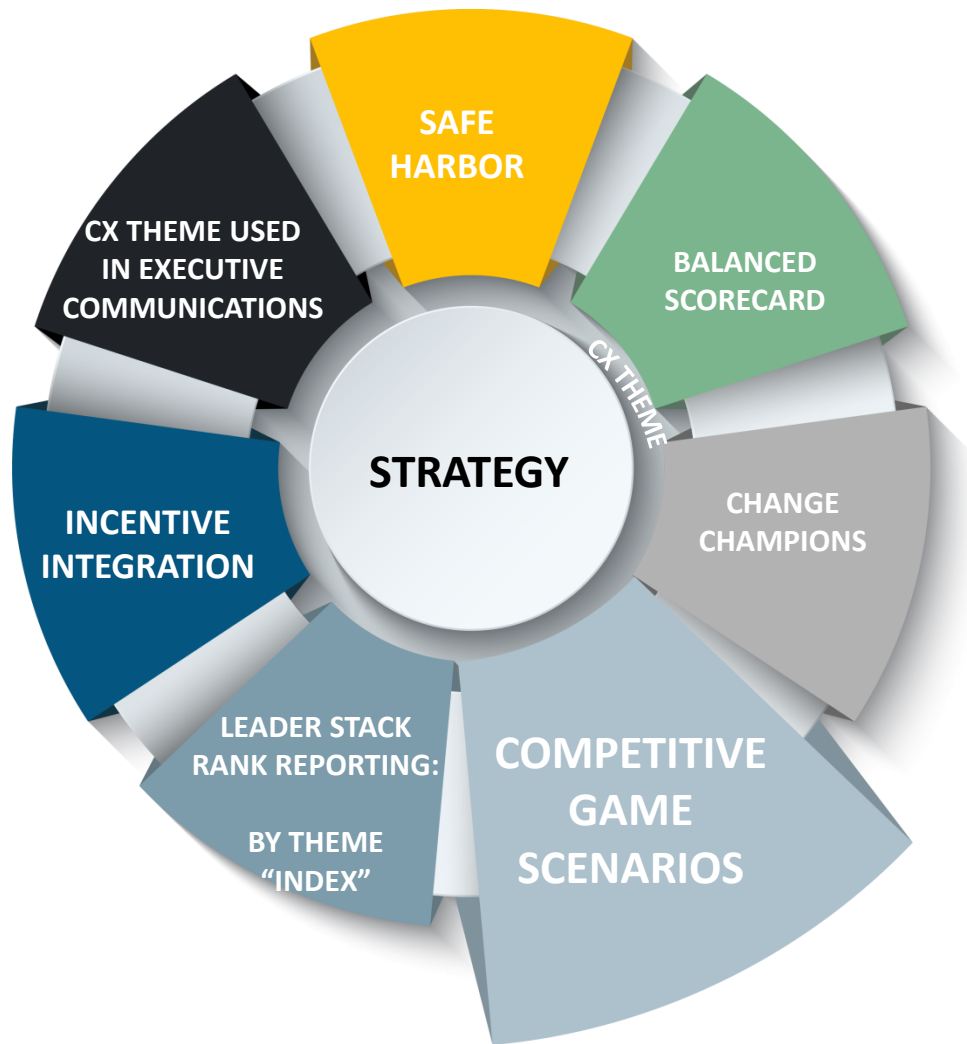 SAFE
HARBOR
BALANCED
SCORECARD
CHANGE
CHAMPIONS
COMPETITIVE
GAME
SCENARIOS
LEADER STACK
RANK REPORTING:
BY THEME
“INDEX”
INCENTIVE
INTEGRATION
CX THEME USED
IN EXECUTIVE
COMMUNICATIONS
CX THEME
STRATEGY